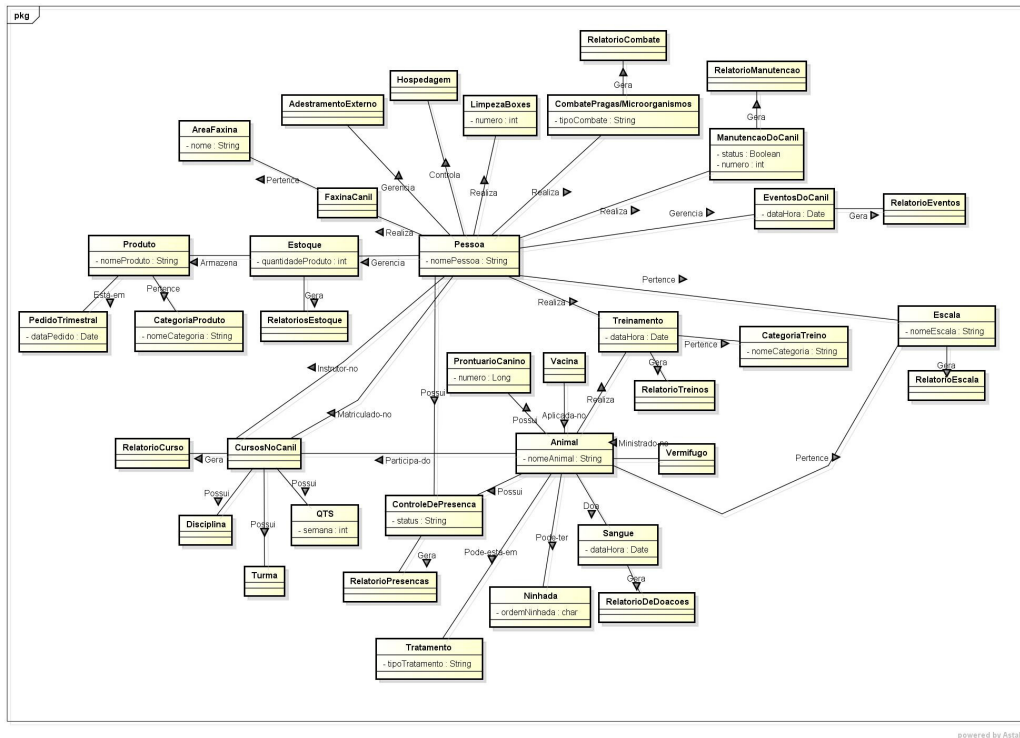 pkg
RelatorioCombate
Gera
Hospedagem
RelatorioManutencao
Gera
AdestramentoExterno
LimpezaBoxes
- numero : int
CombatePragas/Microorganismos
- tipoCombate : String
AreaFaxina
- nome : String
ManutencaoDoCanil
- status : Boolean
- numero : int
Pertence
Gerencia
Controla
Realiza
Realiza
Realiza
FaxinaCanil
Realiza
EventosDoCanil
- dataHora : Date
Gerencia
Gera
RelatorioEventos
Produto
- nomeProduto : String
Armazena
Estoque
- quantidadeProduto : int
Gerencia
Pessoa
- nomePessoa : String
Está-em
Pertence
Gera
Pertence
Realiza
PedidoTrimestral
- dataPedido : Date
CategoriaProduto
- nomeCategoria : String
RelatoriosEstoque
Treinamento
- dataHora : Date
Pertence
CategoriaTreino
- nomeCategoria : String
Escala
- nomeEscala : String
Gera
RelatorioEscala
Instrutor-no
Matriculado-no
Possui
ProntuarioCanino
- numero : Long
Possui
Vacina
Aplicada-no
Realiza
Gera
RelatorioTreinos
RelatorioCurso
Gera
CursosNoCanil
Participa-do
Animal
- nomeAnimal : String
Ministrado-no
Vermifugo
Pertence
Possui
Possui
Possui
Possui
Disciplina
QTS
- semana : int
Turma
ControleDePresenca
- status : String
Gera
RelatorioPresencas
Pode-esta-em
Pode-ter
Doa
Sangue
- dataHora : Date
Gera
RelatorioDeDoacoes
Ninhada
- ordemNinhada : char
Tratamento
- tipoTratamento : String